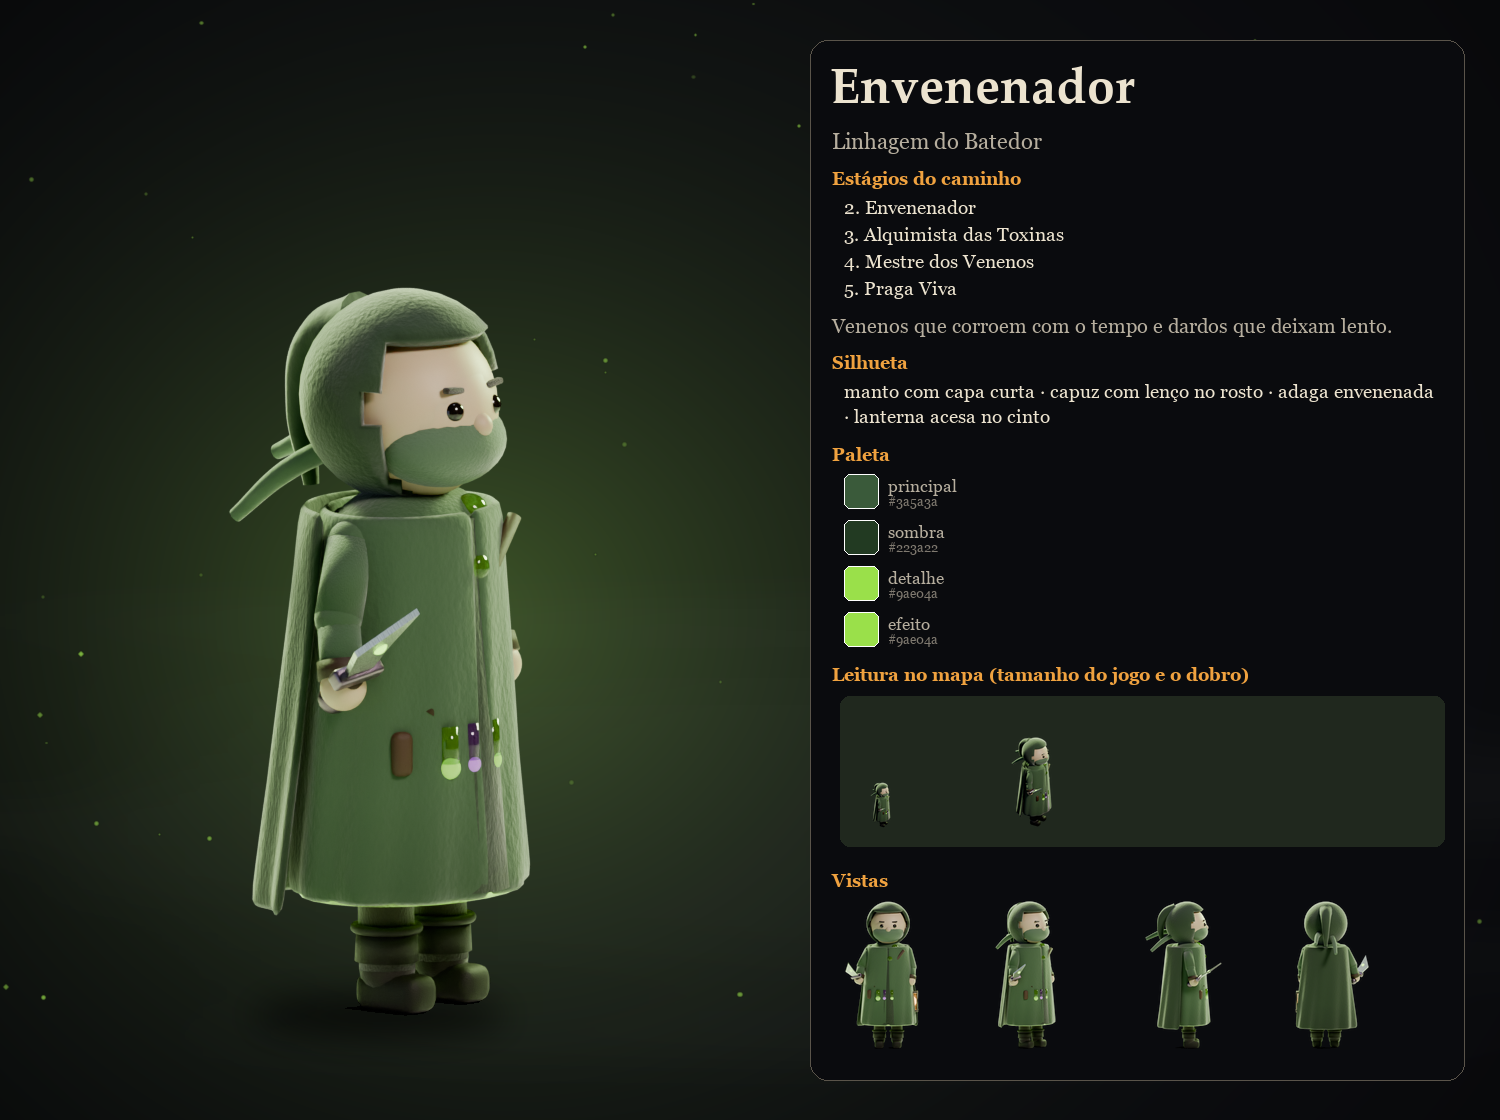 Envenenador
Linhagem do Batedor
Estágios do caminho
2. Envenenador
3. Alquimista das Toxinas
4. Mestre dos Venenos
5. Praga Viva
Venenos que corroem com o tempo e dardos que deixam lento.
Silhueta
manto com capa curta · capuz com lenço no rosto · adaga envenenada
· lanterna acesa no cinto
Paleta
principal
#3a5a3a
sombra
#223a22
detalhe
#9ae04a
efeito
#9ae04a
Leitura no mapa (tamanho do jogo e o dobro)
Vistas